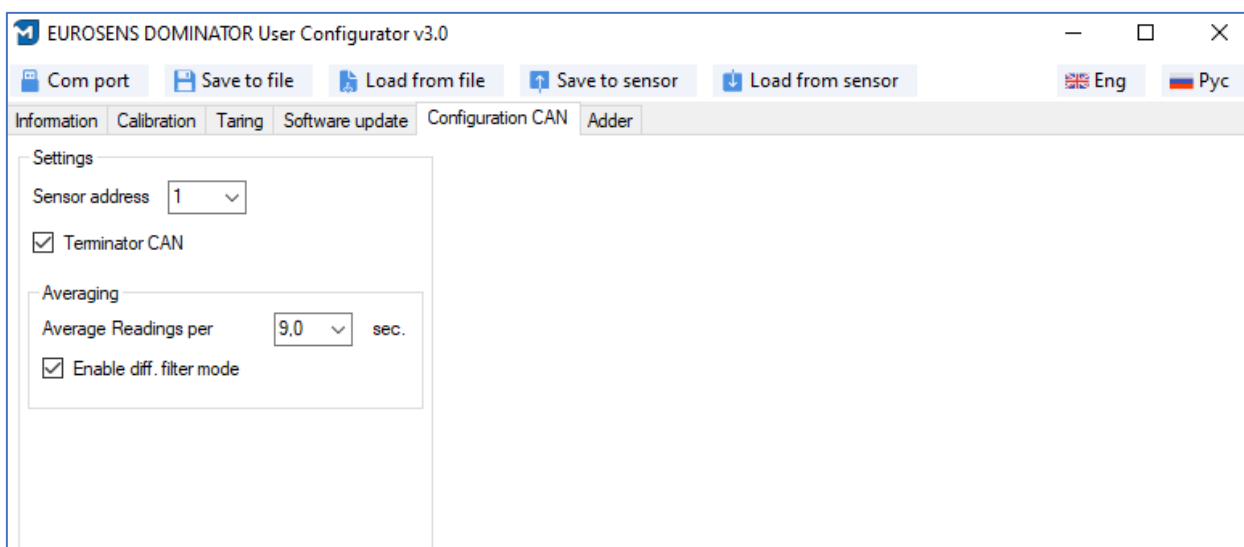 EUROSENS DOMINATOR User Configurator v3.0
Com port Save to file Load from file Save to sensor Load from sensor Eng Рус
Information Calibration Taring Software update Configuration CAN Adder
Settings
Sensor address 1
Terminator CAN
Averaging
Average Readings per 9,0 sec.
Enable diff. filter mode